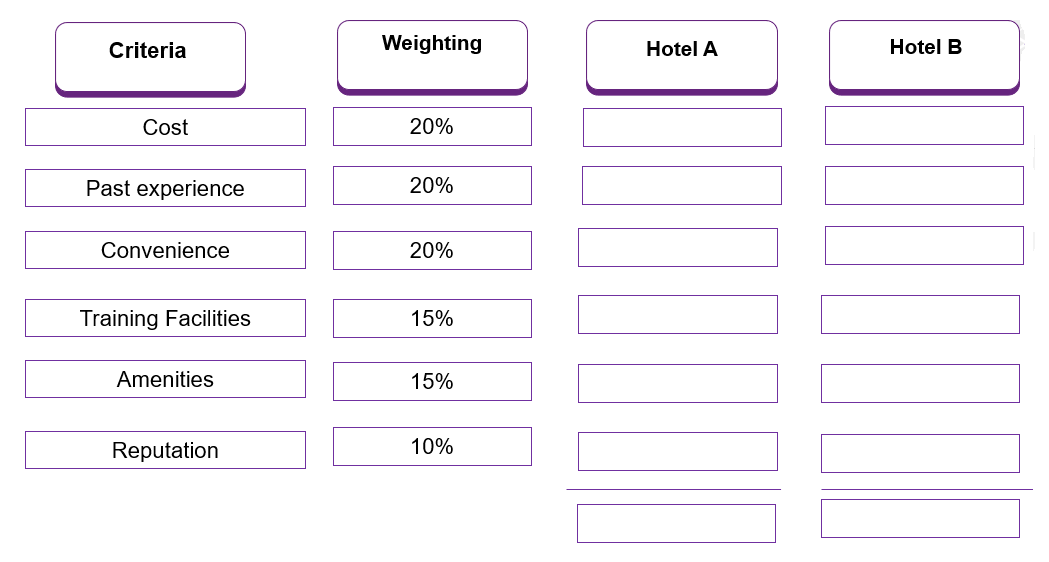 Criteria Weighting Hotel A Hotel B
Cost 20%
Past experience 20%
Convenience 20%
Training Facilities 15%
Amenities 15%
Reputation 10%